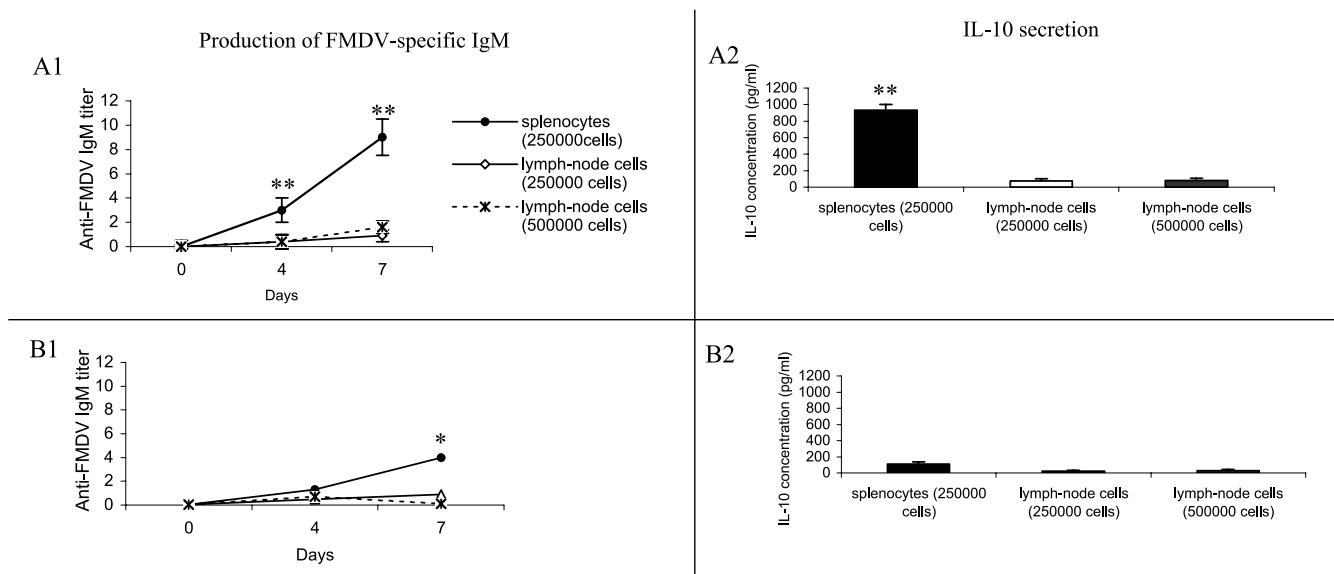 Production of FMDV-specific IgM
A1
Anti-FMDV IgM titer
12
10
8
6
4
2
0
**
**
0
4
7
Days
splenocytes
(250000cells)
lymph-node cells
(250000 cells)
lymph-node cells
(500000 cells)
IL-10 secretion
A2
IL-10 concentration (pg/ml)
1200
1000
800
600
400
200
0
**
splenocytes (250000
cells)
lymph-node cells
(250000 cells)
lymph-node cells
(500000 cells)
B1
Anti-FMDV IgM titer
12
10
8
6
4
2
0
*
0
4
7
Days
B2
IL-10 concentration (pg/ml)
1200
1000
800
600
400
200
0
splenocytes (250000
cells)
lymph-node cells
(250000 cells)
lymph-node cells
(500000 cells)